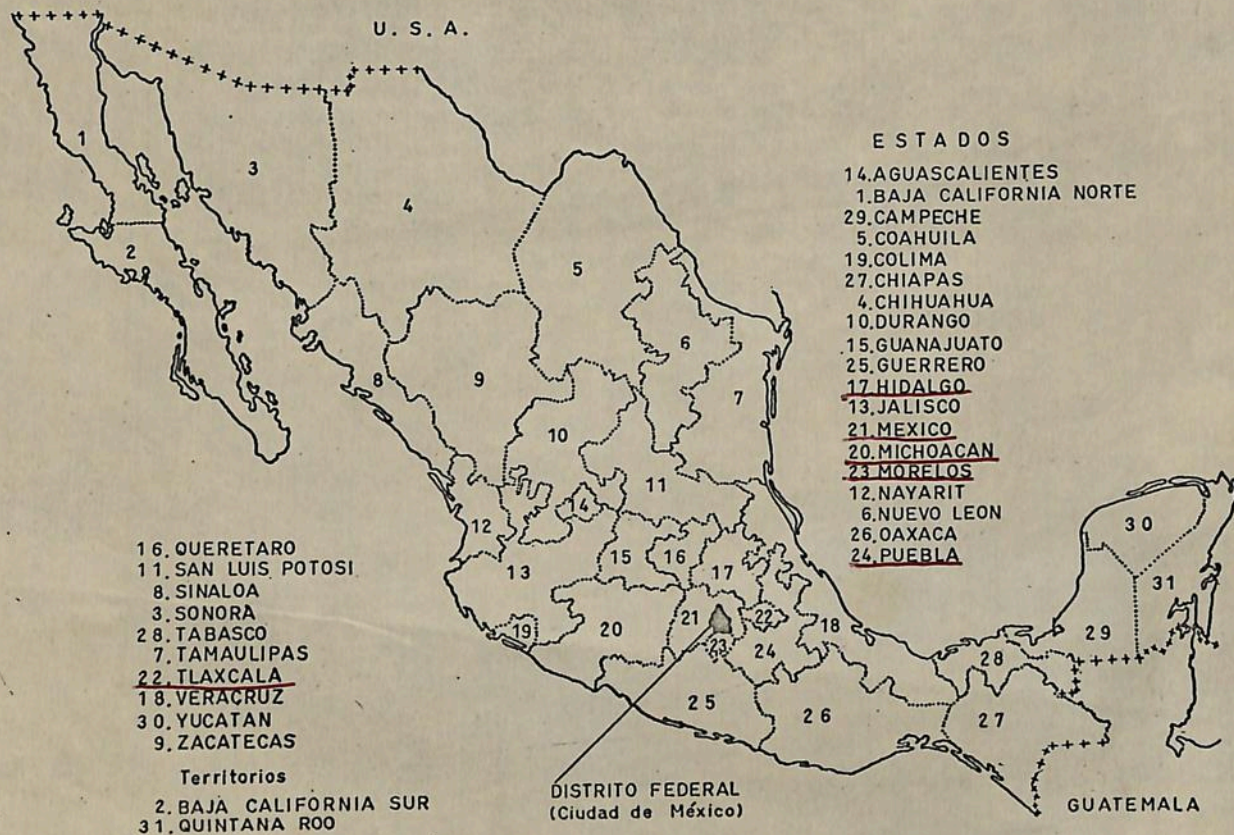 U. S. A.
ESTADOS
14. AGUASCALIENTES
1. BAJA CALIFORNIA NORTE
29. CAMPECHE
5. COAHUILA
19. COLIMA
27. CHIAPAS
4. CHIHUAHUA
10. DURANGO
15. GUANAJUATO
25. GUERRERO
17. HIDALGO
13. JALISCO
21. MEXICO
20. MICHOACAN
23 MORELOS
12. NAYARIT
6. NUEVO LEON
26. OAXACA
24. PUEBLA
16. QUERETARO
11. SAN LUIS POTOSI
8. SINALOA
3. SONORA
28. TABASCO
7. TAMAULIPAS
22. TLAXCALA
18. VERACRUZ
30. YUCATAN
9. ZACATECAS
Territorios
2. BAJA CALIFORNIA SUR
31. QUINTANA ROO
1
2
3
4
5
6
7
8
9
10
11
12
13
14
15
16
17
18
19
20
21
22
23
24
25
26
27
28
29
30
31
DISTRITO FEDERAL
(Ciudad de México)
GUATEMALA